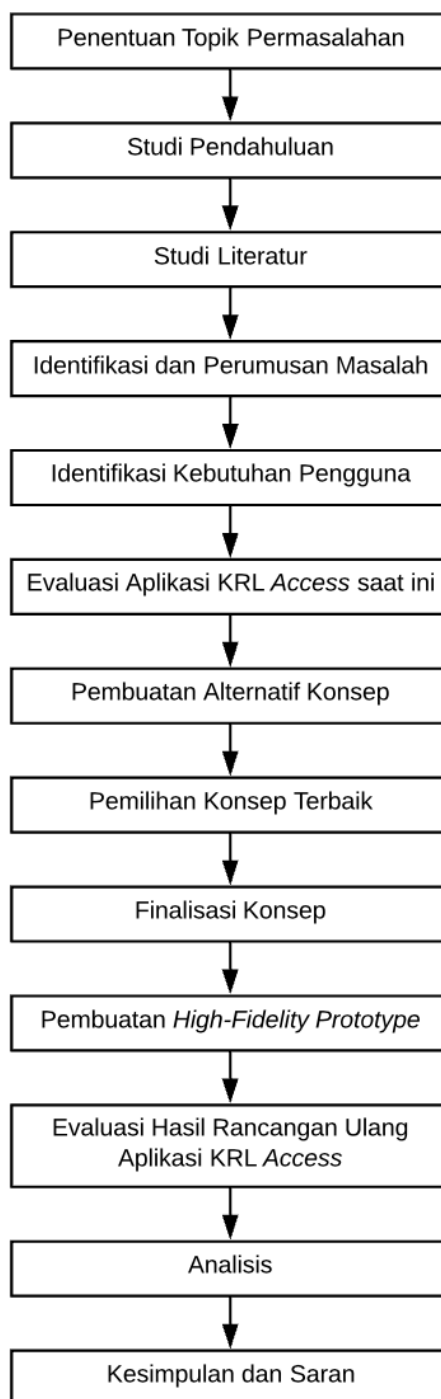 Penentuan Topik Permasalahan
Studi Pendahuluan
Studi Literatur
Identifikasi dan Perumusan Masalah
Identifikasi Kebutuhan Pengguna
Evaluasi Aplikasi KRL Access saat ini
Pembuatan Alternatif Konsep
Pemilihan Konsep Terbaik
Finalisasi Konsep
Pembuatan High-Fidelity Prototype
Evaluasi Hasil Rancangan Ulang
Aplikasi KRL Access
Analisis
Kesimpulan dan Saran